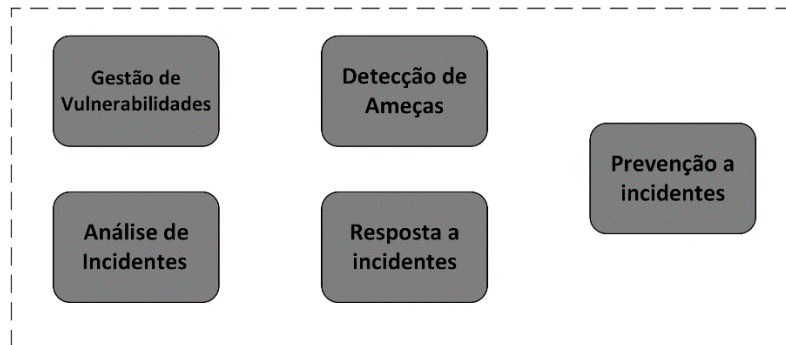 Gestão de
Vulnerabilidades
Detecção de
Ameças
Prevenção a
incidentes
Análise de
Incidentes
Resposta a
incidentes